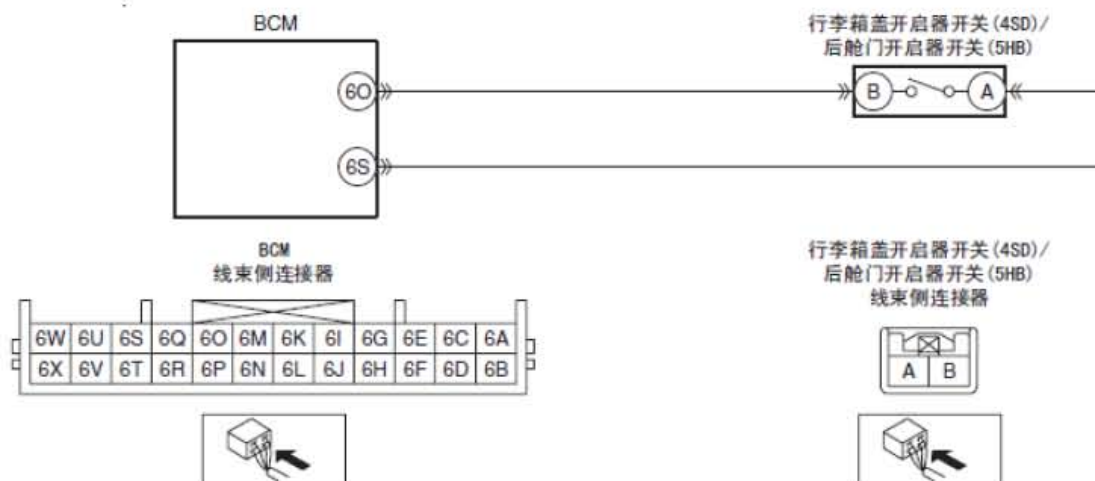 BCM
行李箱盖开启器开关(4SD)/
后舱门开启器开关(5HB)
6O
B
A
6S
BCM
线束侧连接器
行李箱盖开启器开关(4SD)/
后舱门开启器开关(5HB)
线束侧连接器
6W 6U 6S 6Q 6O 6M 6K 6I 6G 6E 6C 6A
6X 6V 6T 6R 6P 6N 6L 6J 6H 6F 6D 6B
A B